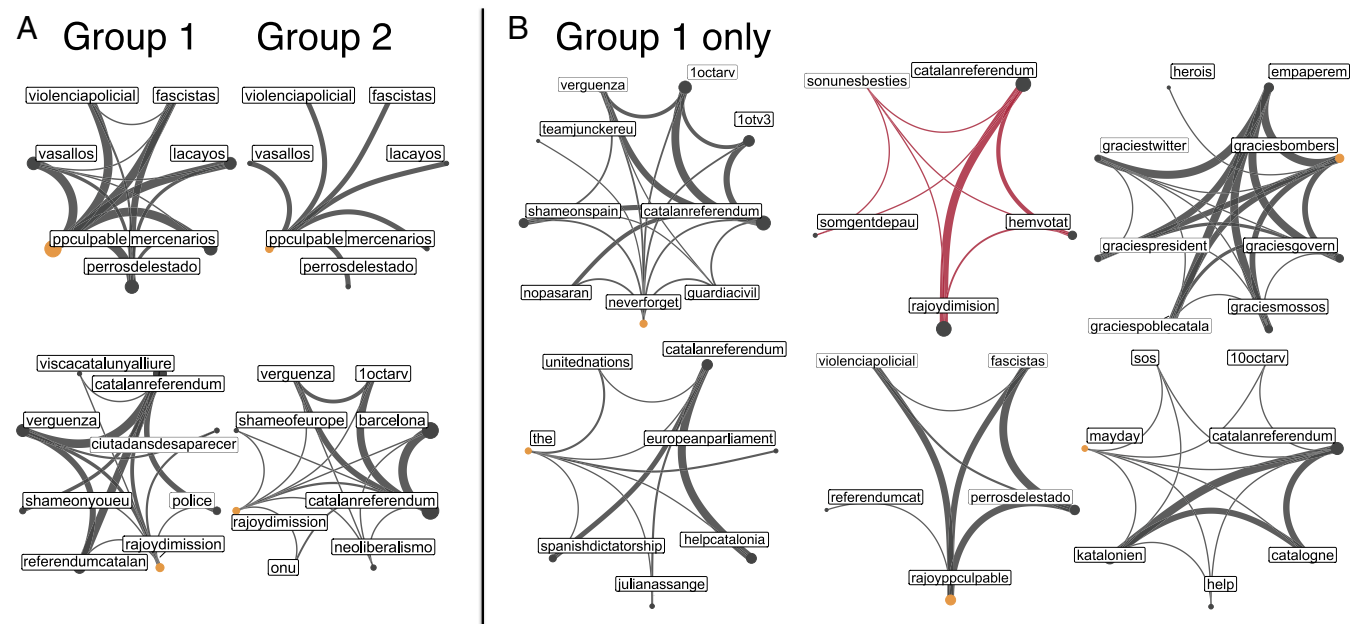 A
Group 1
Group 2
violenciapolicial
fascistas
vasallos
lacayos
ppculpable
mercenarios
perrosdelestado
violenciapolicial
fascistas
vasallos
lacayos
ppculpable
mercenarios
perrosdelestado
viscacatalunyalliure
catalanreferendum
verguenza
ciutadansdesaparecer
shameonyoueu
police
rajoydimission
referendumcatalan
verguenza
1octarv
shameofeurope
barcelona
catalanreferendum
rajoydimission
neoliberalismo
onu
B
Group 1 only
1octarv
verguenza
1otv3
teamjunckereu
shameonspain
catalanreferendum
nopasaran
guardiacivil
neverforget
catalanreferendum
sonunesbesties
somgentdepau
hemvotat
rajoydimision
herois
empaperem
graciestwitter
graciesbombers
graciespresident
graciesgovern
graciesmossos
graciespoblecatala
unitednations
catalanreferendum
the
europeanparliament
spanishdictatorship
helpcatalonia
julianassange
violenciapolicial
fascistas
referendumcat
perrosdelestado
rajoyppculpable
sos
10octarv
mayday
catalanreferendum
katalonien
catalogne
help